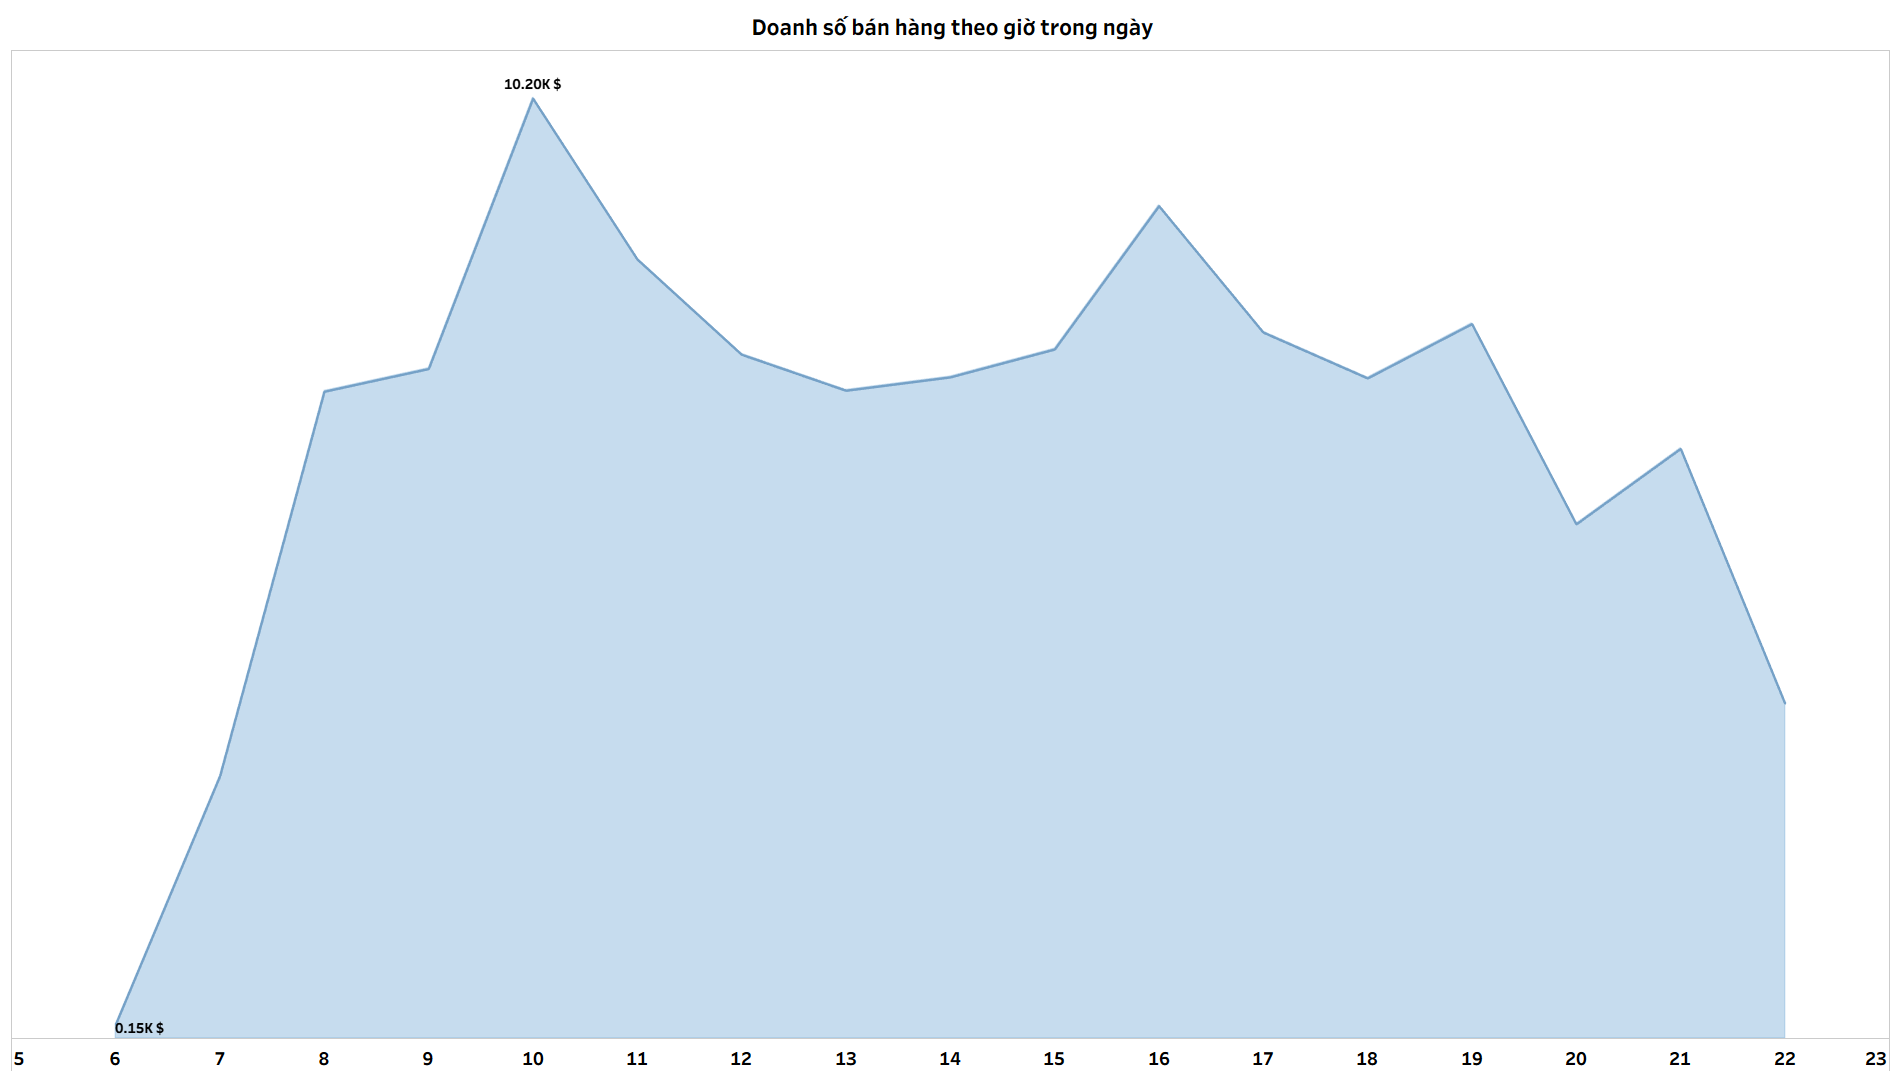 Doanh số bán hàng theo giờ trong ngày
10.20K $
0.15K $
5 6 7 8 9 10 11 12 13 14 15 16 17 18 19 20 21 22 23